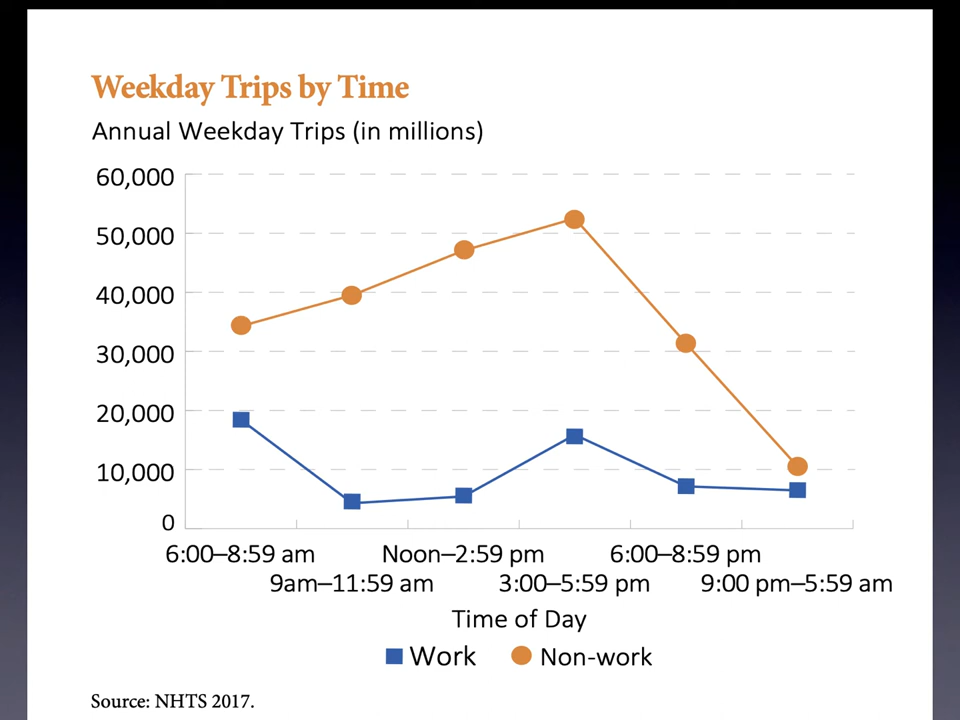 Weekday Trips by Time
Annual Weekday Trips (in millions)
60,000
50,000
40,000
30,000
20,000
10,000
0
6:00–8:59 am Noon–2:59 pm 6:00–8:59 pm
9am–11:59 am 3:00–5:59 pm 9:00 pm–5:59 am
Time of Day
Work Non-work
Source: NHTS 2017.